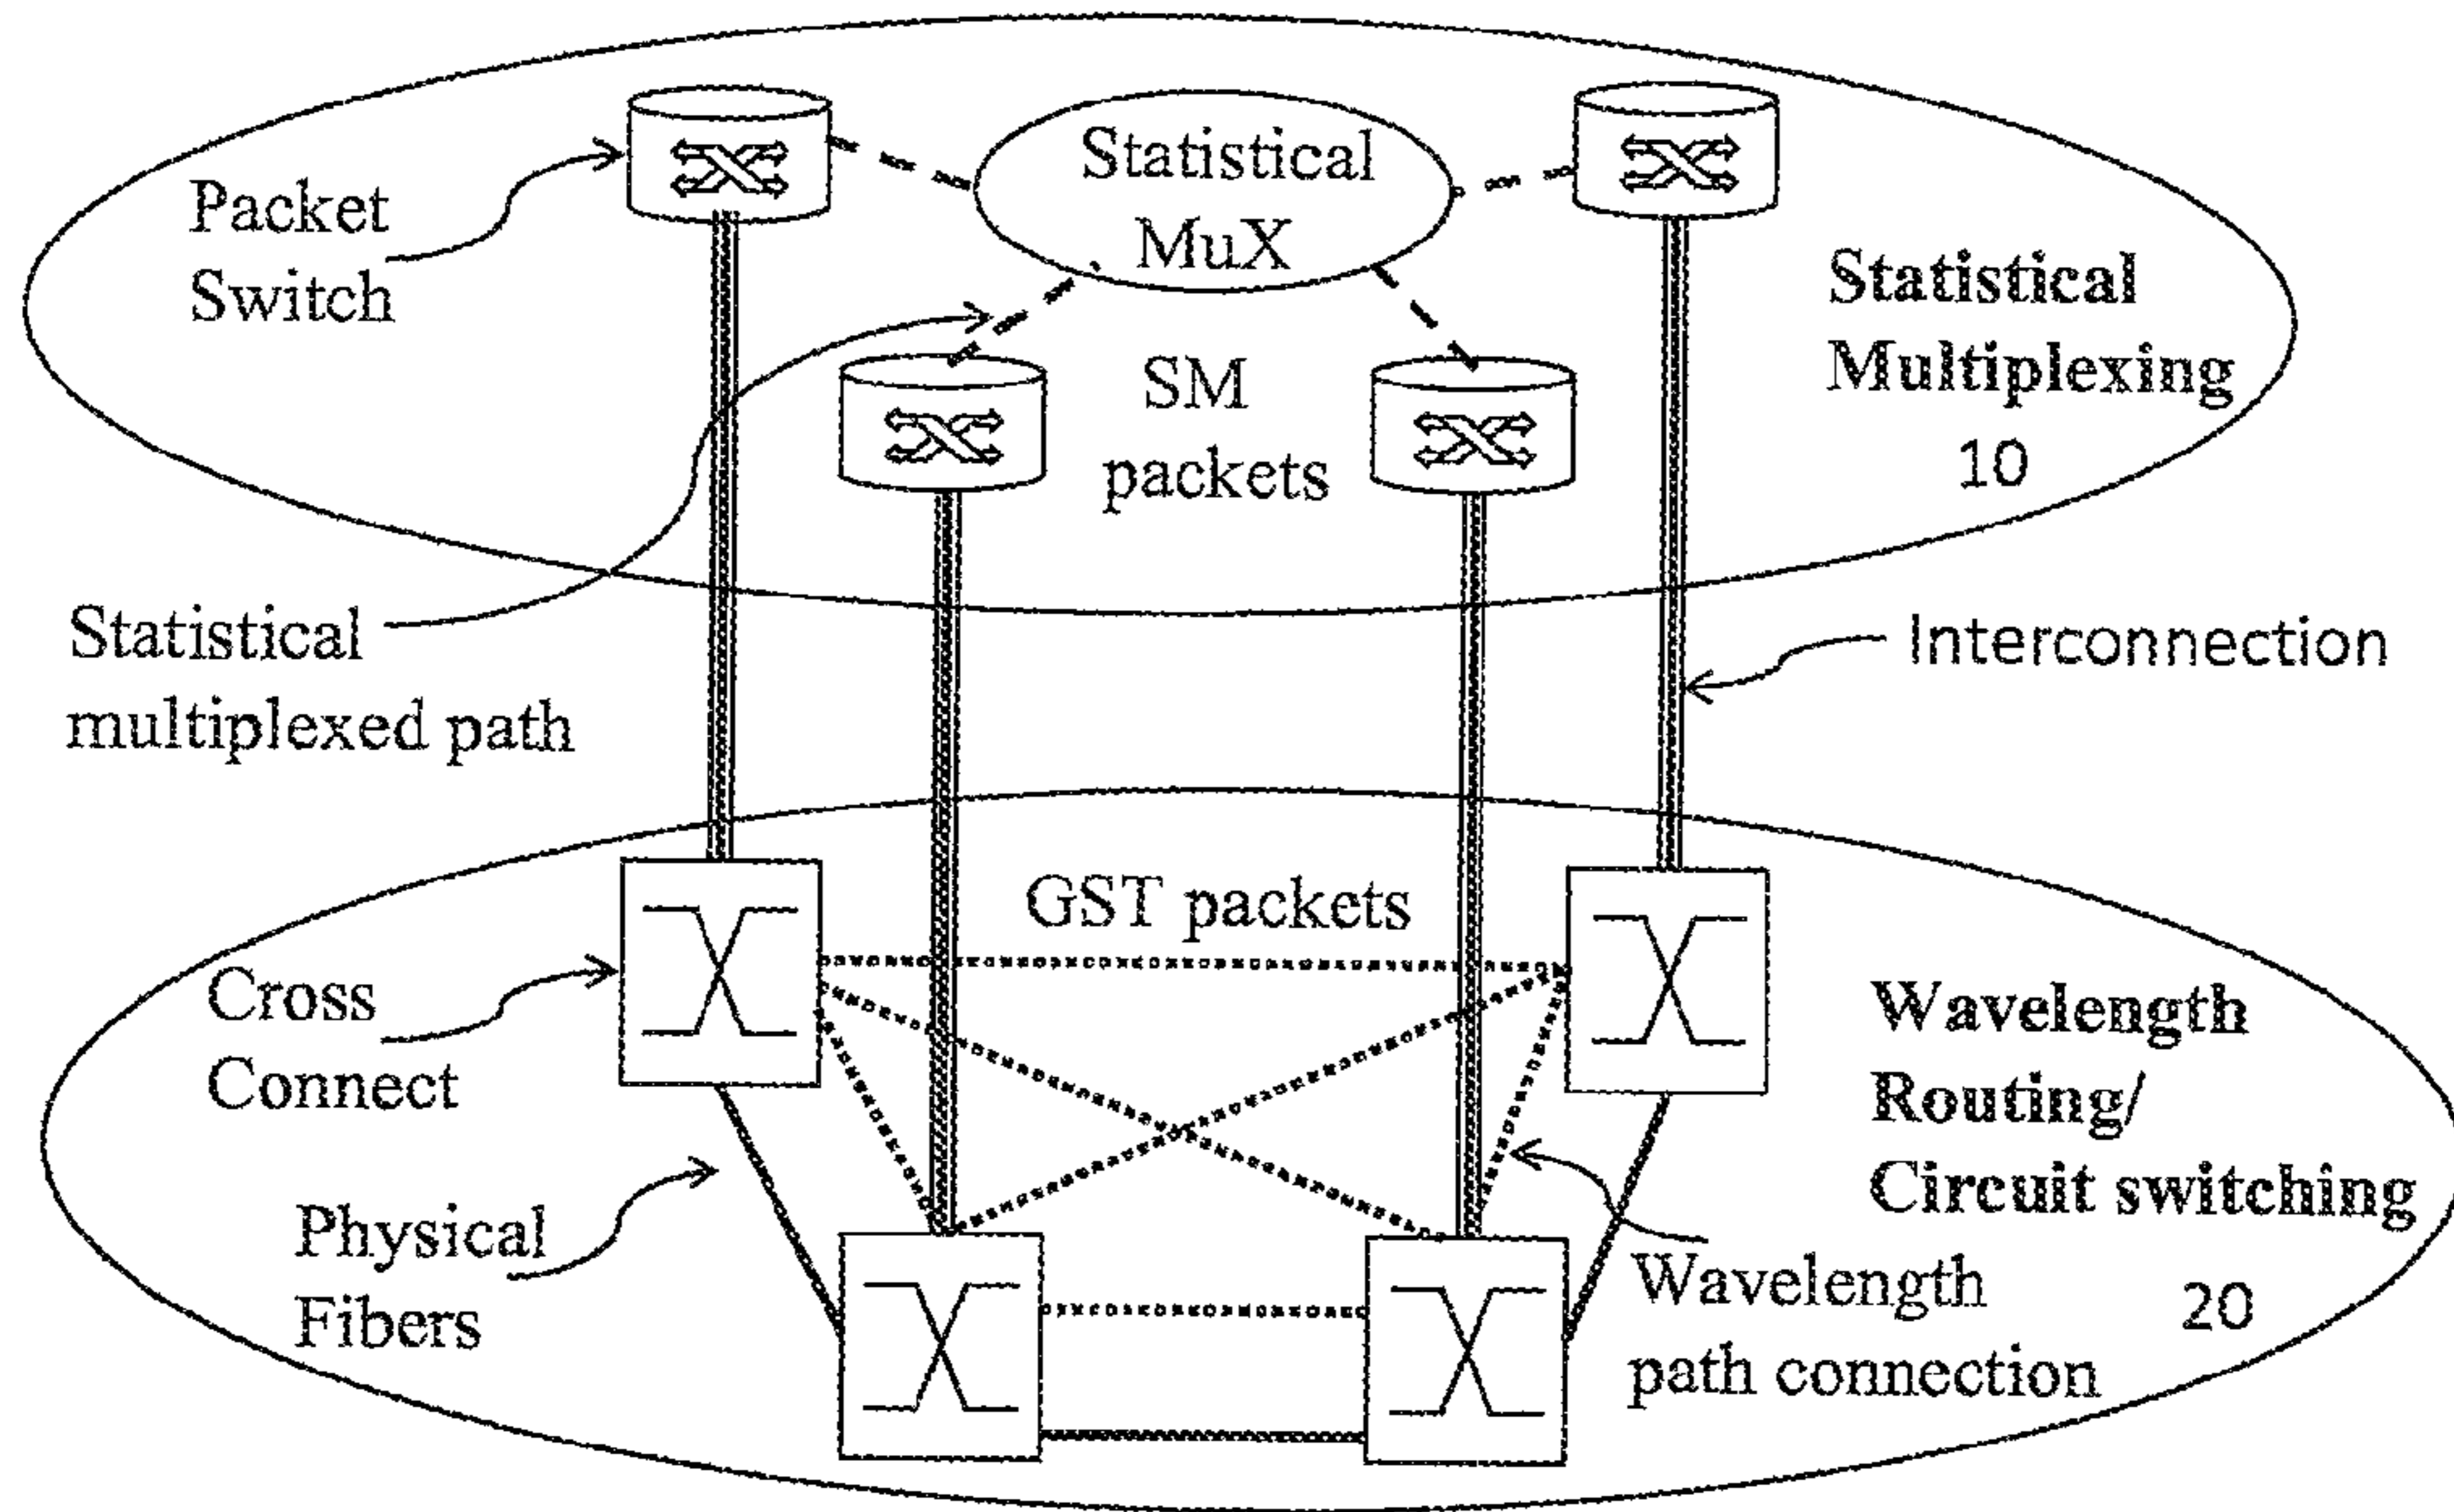 Packet
Switch
Statistical
MuX
Statistical
Multiplexing
10
SM
packets
Statistical
multiplexed path
Interconnection
GST packets
Cross
Connect
Wavelength
Routing/
Circuit switching
20
Physical
Fibers
Wavelength
path connection